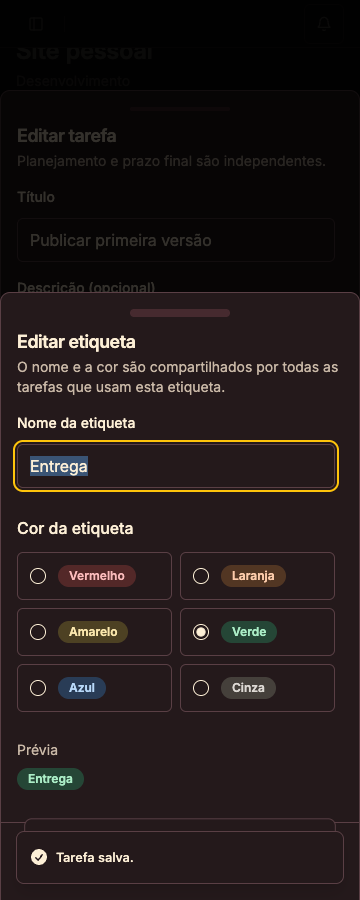 Site pessoal
Desenvolvimento
Editar tarefa
Planejamento e prazo final são independentes.
Título
Publicar primeira versão
Descrição (opcional)
Editar etiqueta
O nome e a cor são compartilhados por todas as
tarefas que usam esta etiqueta.
Nome da etiqueta
Entrega
Cor da etiqueta
Vermelho
Laranja
Amarelo
Verde
Azul
Cinza
Prévia
Entrega
Tarefa salva.